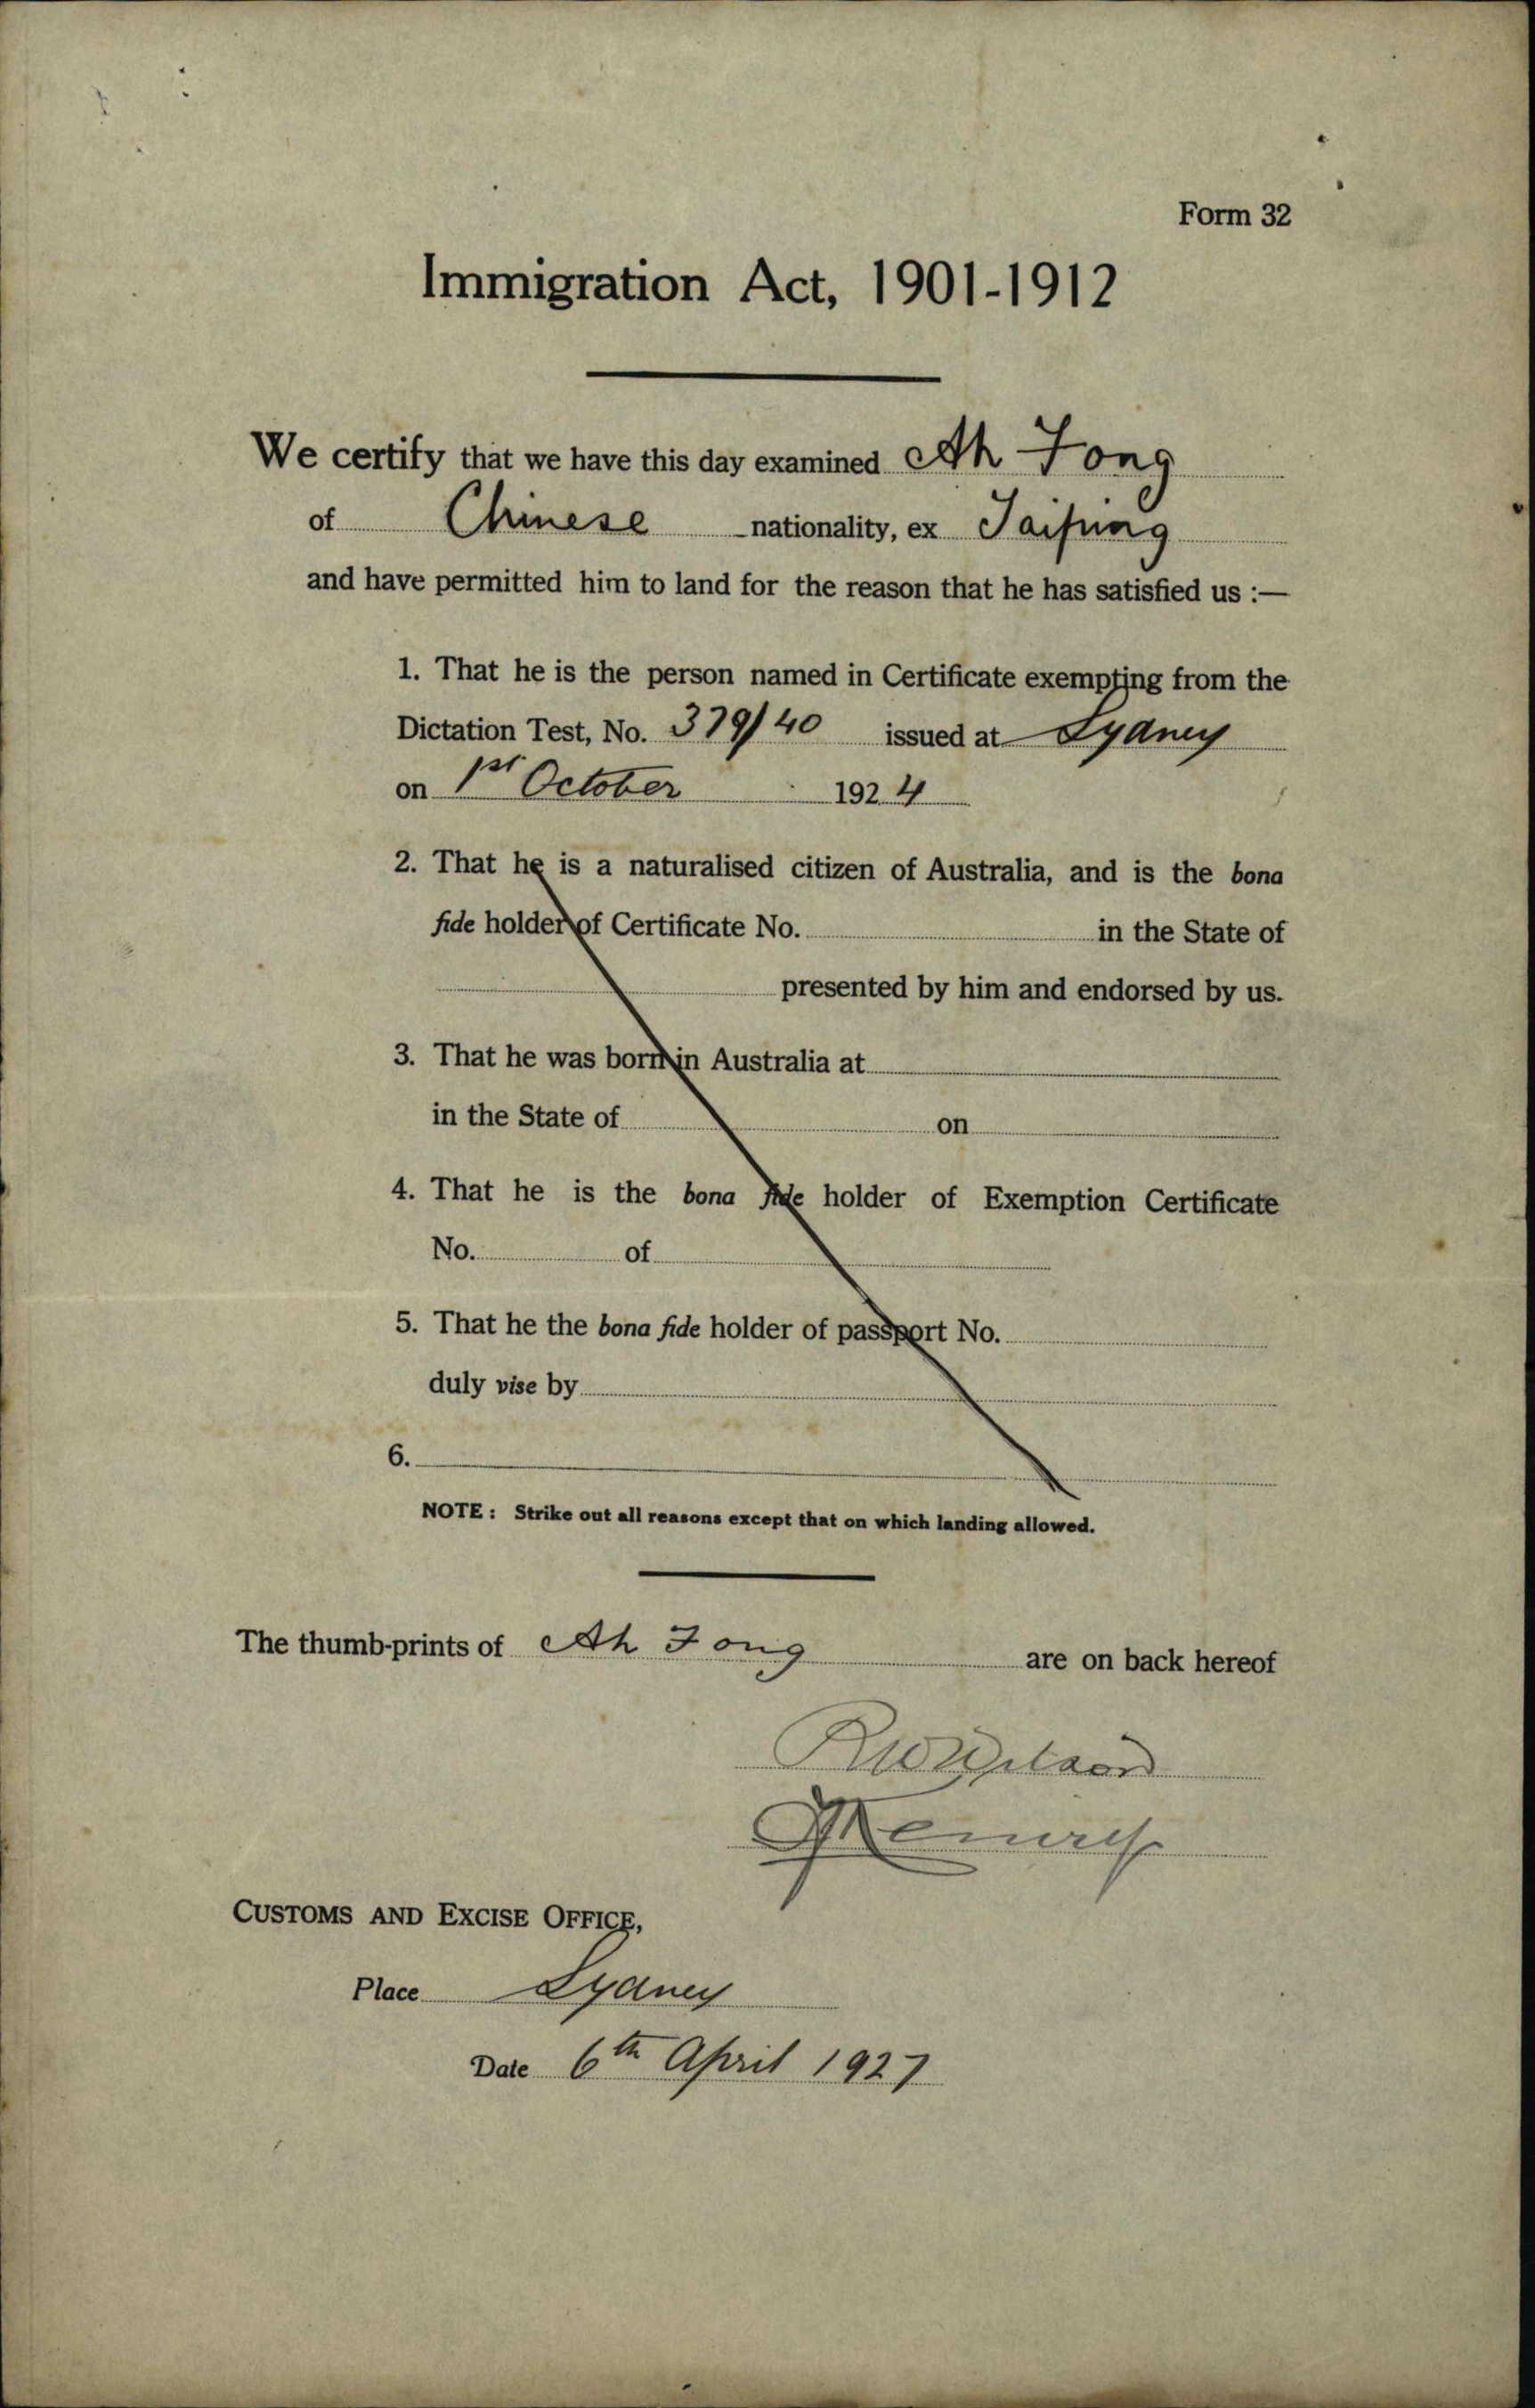 Form 32
Immigration Act, 1901-1912
We certify that we have this day examined Ah Fong
of Chinese nationality, ex Taiping
and have permitted him to land for the reason that he has satisfied us :—
1. That he is the person named in Certificate exempting from the
Dictation Test, No. 379/40 issued at Sydney
on 1st October 1924
2. That he is a naturalised citizen of Australia, and is the bona
fide holder of Certificate No. in the State of
presented by him and endorsed by us.
3. That he was born in Australia at
in the State of on
4. That he is the bona fide holder of Exemption Certificate
No. of
5. That he the bona fide holder of passport No.
duly vise by
6.
NOTE : Strike out all reasons except that on which landing allowed.
The thumb-prints of Ah Fong are on back hereof
CUSTOMS AND EXCISE OFFICE,
Place Sydney
Date 6th April 1927